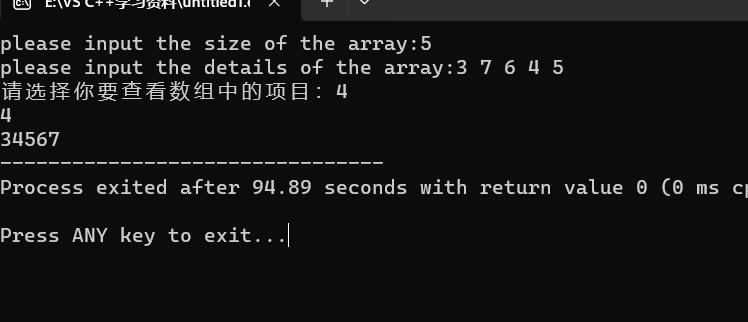 E:\VS C++学习资料\untitled1.
please input the size of the array:5
please input the details of the array:3 7 6 4 5
请选择你要查看数组中的项目：4
4
34567
--------------------------------
Process exited after 94.89 seconds with return value 0 (0 ms cp
Press ANY key to exit...